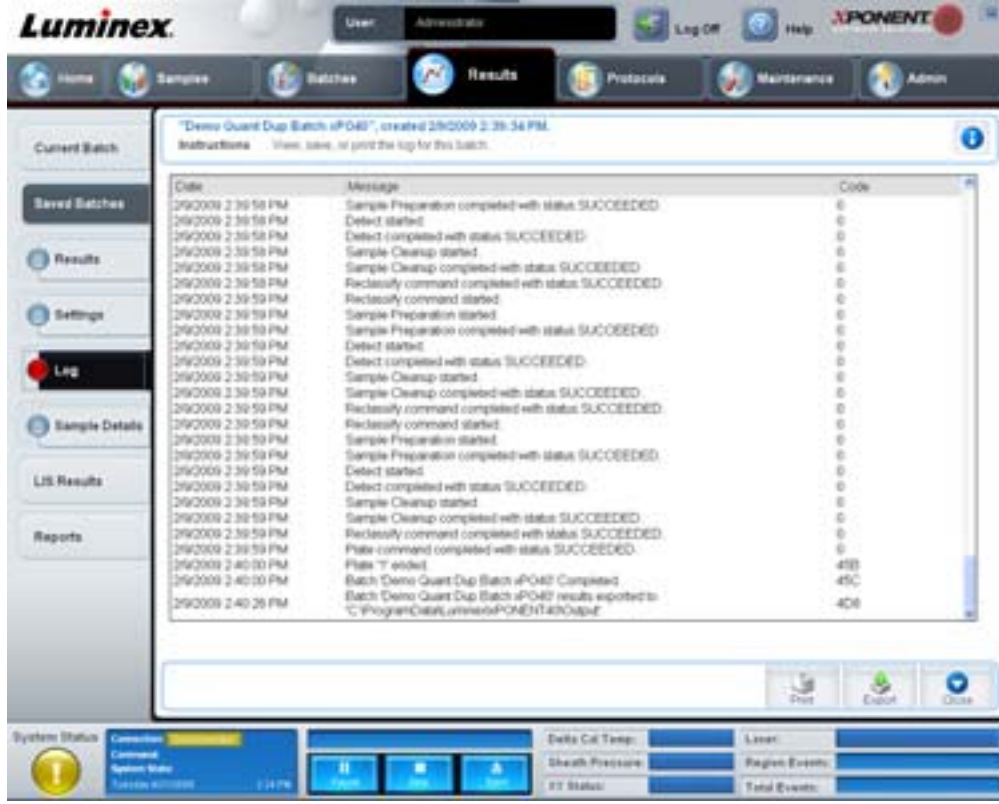 Luminex
User
Administrator
Log Off
Help
XPONENT
Home
Samples
Batches
Results
Protocols
Maintenance
Admin
Current Batch
Saved Batches
Results
Settings
Log
Sample Details
LIS Results
Reports
"Demo Quant Dup Batch xPO40", created 2/9/2009 2:39:34 PM.
Instructions View, save, or print the log for this batch.
Date Message Code
2/9/2009 2:39:58 PM Sample Preparation completed with status SUCCEEDED. 0
2/9/2009 2:39:58 PM Detect started. 0
2/9/2009 2:39:58 PM Detect completed with status SUCCEEDED. 0
2/9/2009 2:39:58 PM Sample Cleanup started. 0
2/9/2009 2:39:58 PM Sample Cleanup completed with status SUCCEEDED. 0
2/9/2009 2:39:58 PM Reclassify command completed with status SUCCEEDED. 0
2/9/2009 2:39:59 PM Reclassify command started. 0
2/9/2009 2:39:59 PM Sample Preparation started. 0
2/9/2009 2:39:59 PM Sample Preparation completed with status SUCCEEDED. 0
2/9/2009 2:39:59 PM Detect started. 0
2/9/2009 2:39:59 PM Detect completed with status SUCCEEDED. 0
2/9/2009 2:39:59 PM Sample Cleanup started. 0
2/9/2009 2:39:59 PM Sample Cleanup completed with status SUCCEEDED. 0
2/9/2009 2:39:59 PM Reclassify command completed with status SUCCEEDED. 0
2/9/2009 2:39:59 PM Reclassify command started. 0
2/9/2009 2:39:59 PM Sample Preparation started. 0
2/9/2009 2:39:59 PM Sample Preparation completed with status SUCCEEDED. 0
2/9/2009 2:39:59 PM Detect started. 0
2/9/2009 2:39:59 PM Detect completed with status SUCCEEDED. 0
2/9/2009 2:39:59 PM Sample Cleanup started. 0
2/9/2009 2:39:59 PM Sample Cleanup completed with status SUCCEEDED. 0
2/9/2009 2:39:59 PM Reclassify command completed with status SUCCEEDED. 0
2/9/2009 2:39:59 PM Plate command completed with status SUCCEEDED. 0
2/9/2009 2:40:00 PM Plate '1' ended. 45B
2/9/2009 2:40:00 PM Batch 'Demo Quant Dup Batch xPO40' Completed. 45C
2/9/2009 2:40:26 PM Batch 'Demo Quant Dup Batch xPO40' results exported to 4D8
'C:\ProgramData\Luminex\xPONENT40\Output'
Print
Export
Close
System Status
Connection:
Command:
System State:
Delta Cal Temp:
Sheath Pressure:
XY Status:
Laser:
Region Events:
Total Events: